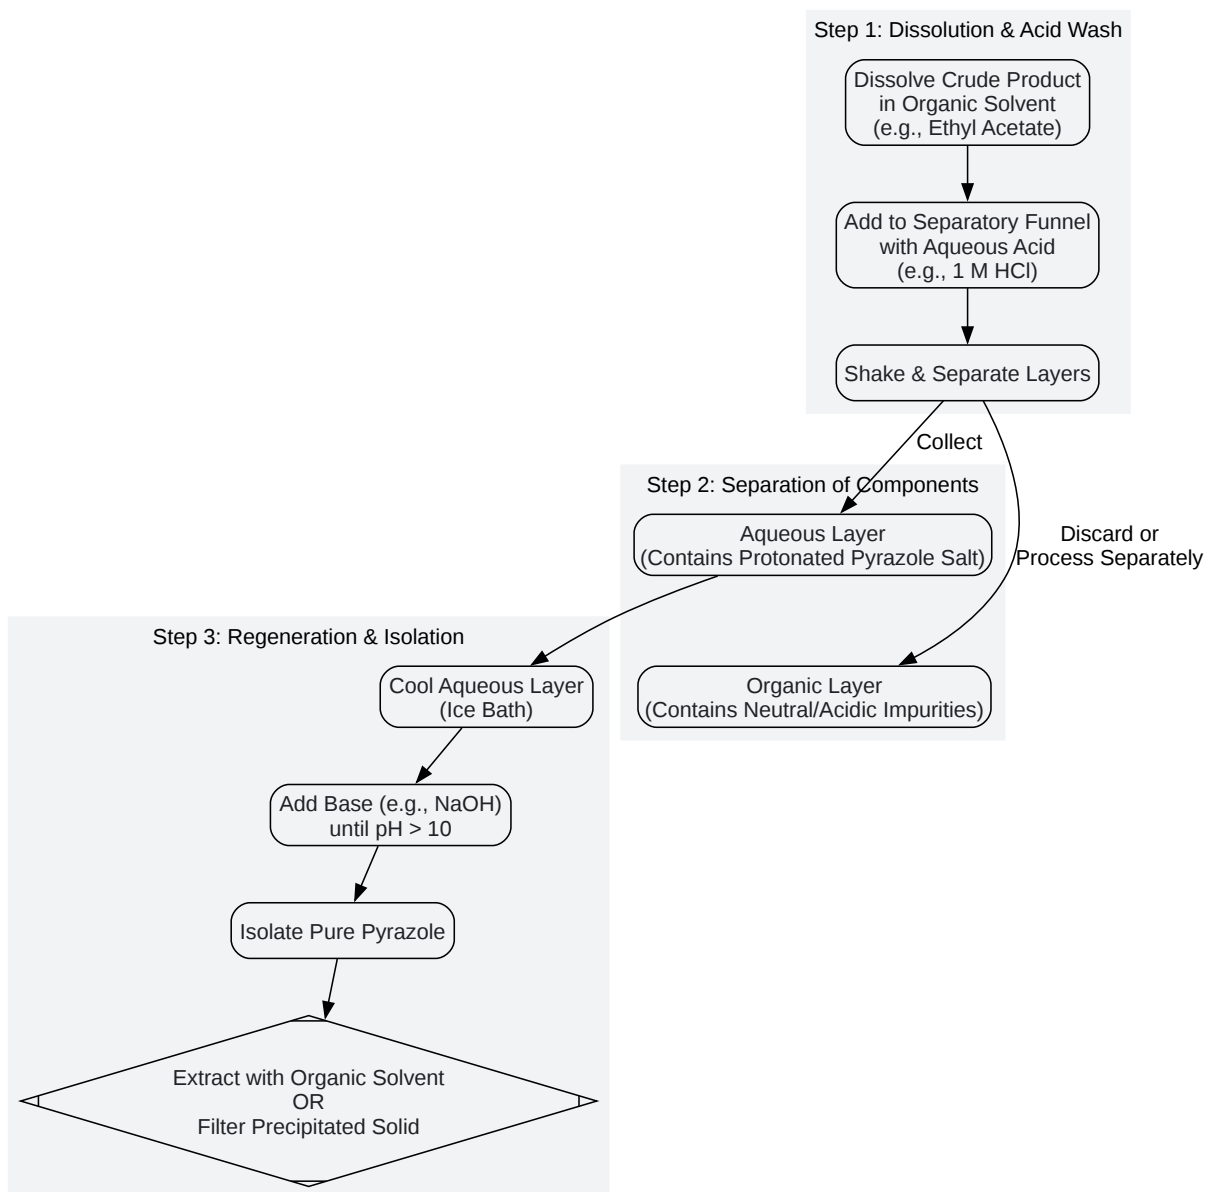 Step 1: Dissolution & Acid Wash
Dissolve Crude Product
in Organic Solvent
(e.g., Ethyl Acetate)
Add to Separatory Funnel
with Aqueous Acid
(e.g., 1 M HCl)
Shake & Separate Layers
Collect
Step 2: Separation of Components
Aqueous Layer
(Contains Protonated Pyrazole Salt)
Discard or
Process Separately
Organic Layer
(Contains Neutral/Acidic Impurities)
Step 3: Regeneration & Isolation
Cool Aqueous Layer
(Ice Bath)
Add Base (e.g., NaOH)
until pH > 10
Isolate Pure Pyrazole
Extract with Organic Solvent
OR
Filter Precipitated Solid